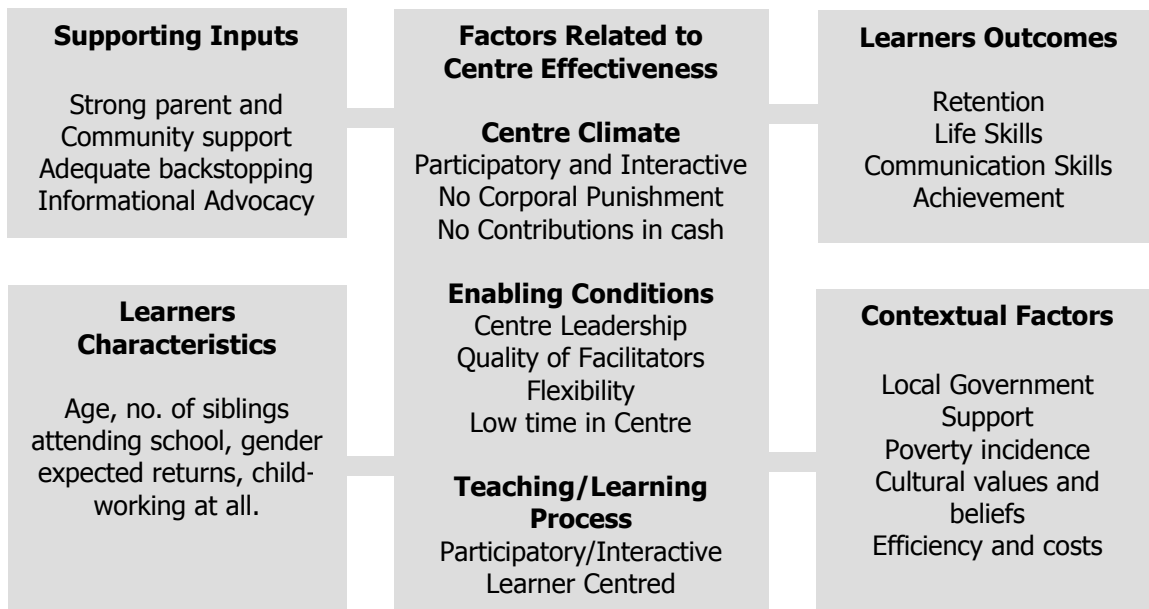 Supporting Inputs
Strong parent and
Community support
Adequate backstopping
Informational Advocacy
Learners
Characteristics
Age, no. of siblings
attending school, gender
expected returns, child-
working at all.
Factors Related to
Centre Effectiveness
Centre Climate
Participatory and Interactive
No Corporal Punishment
No Contributions in cash
Enabling Conditions
Centre Leadership
Quality of Facilitators
Flexibility
Low time in Centre
Teaching/Learning
Process
Participatory/Interactive
Learner Centred
Learners Outcomes
Retention
Life Skills
Communication Skills
Achievement
Contextual Factors
Local Government
Support
Poverty incidence
Cultural values and
beliefs
Efficiency and costs